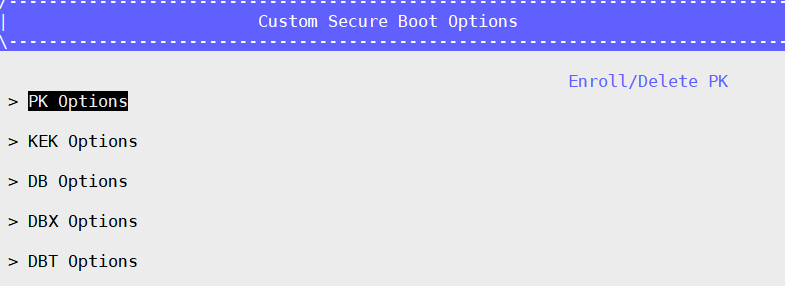 Custom Secure Boot Options
Enroll/Delete PK
> PK Options
> KEK Options
> DB Options
> DBX Options
> DBT Options